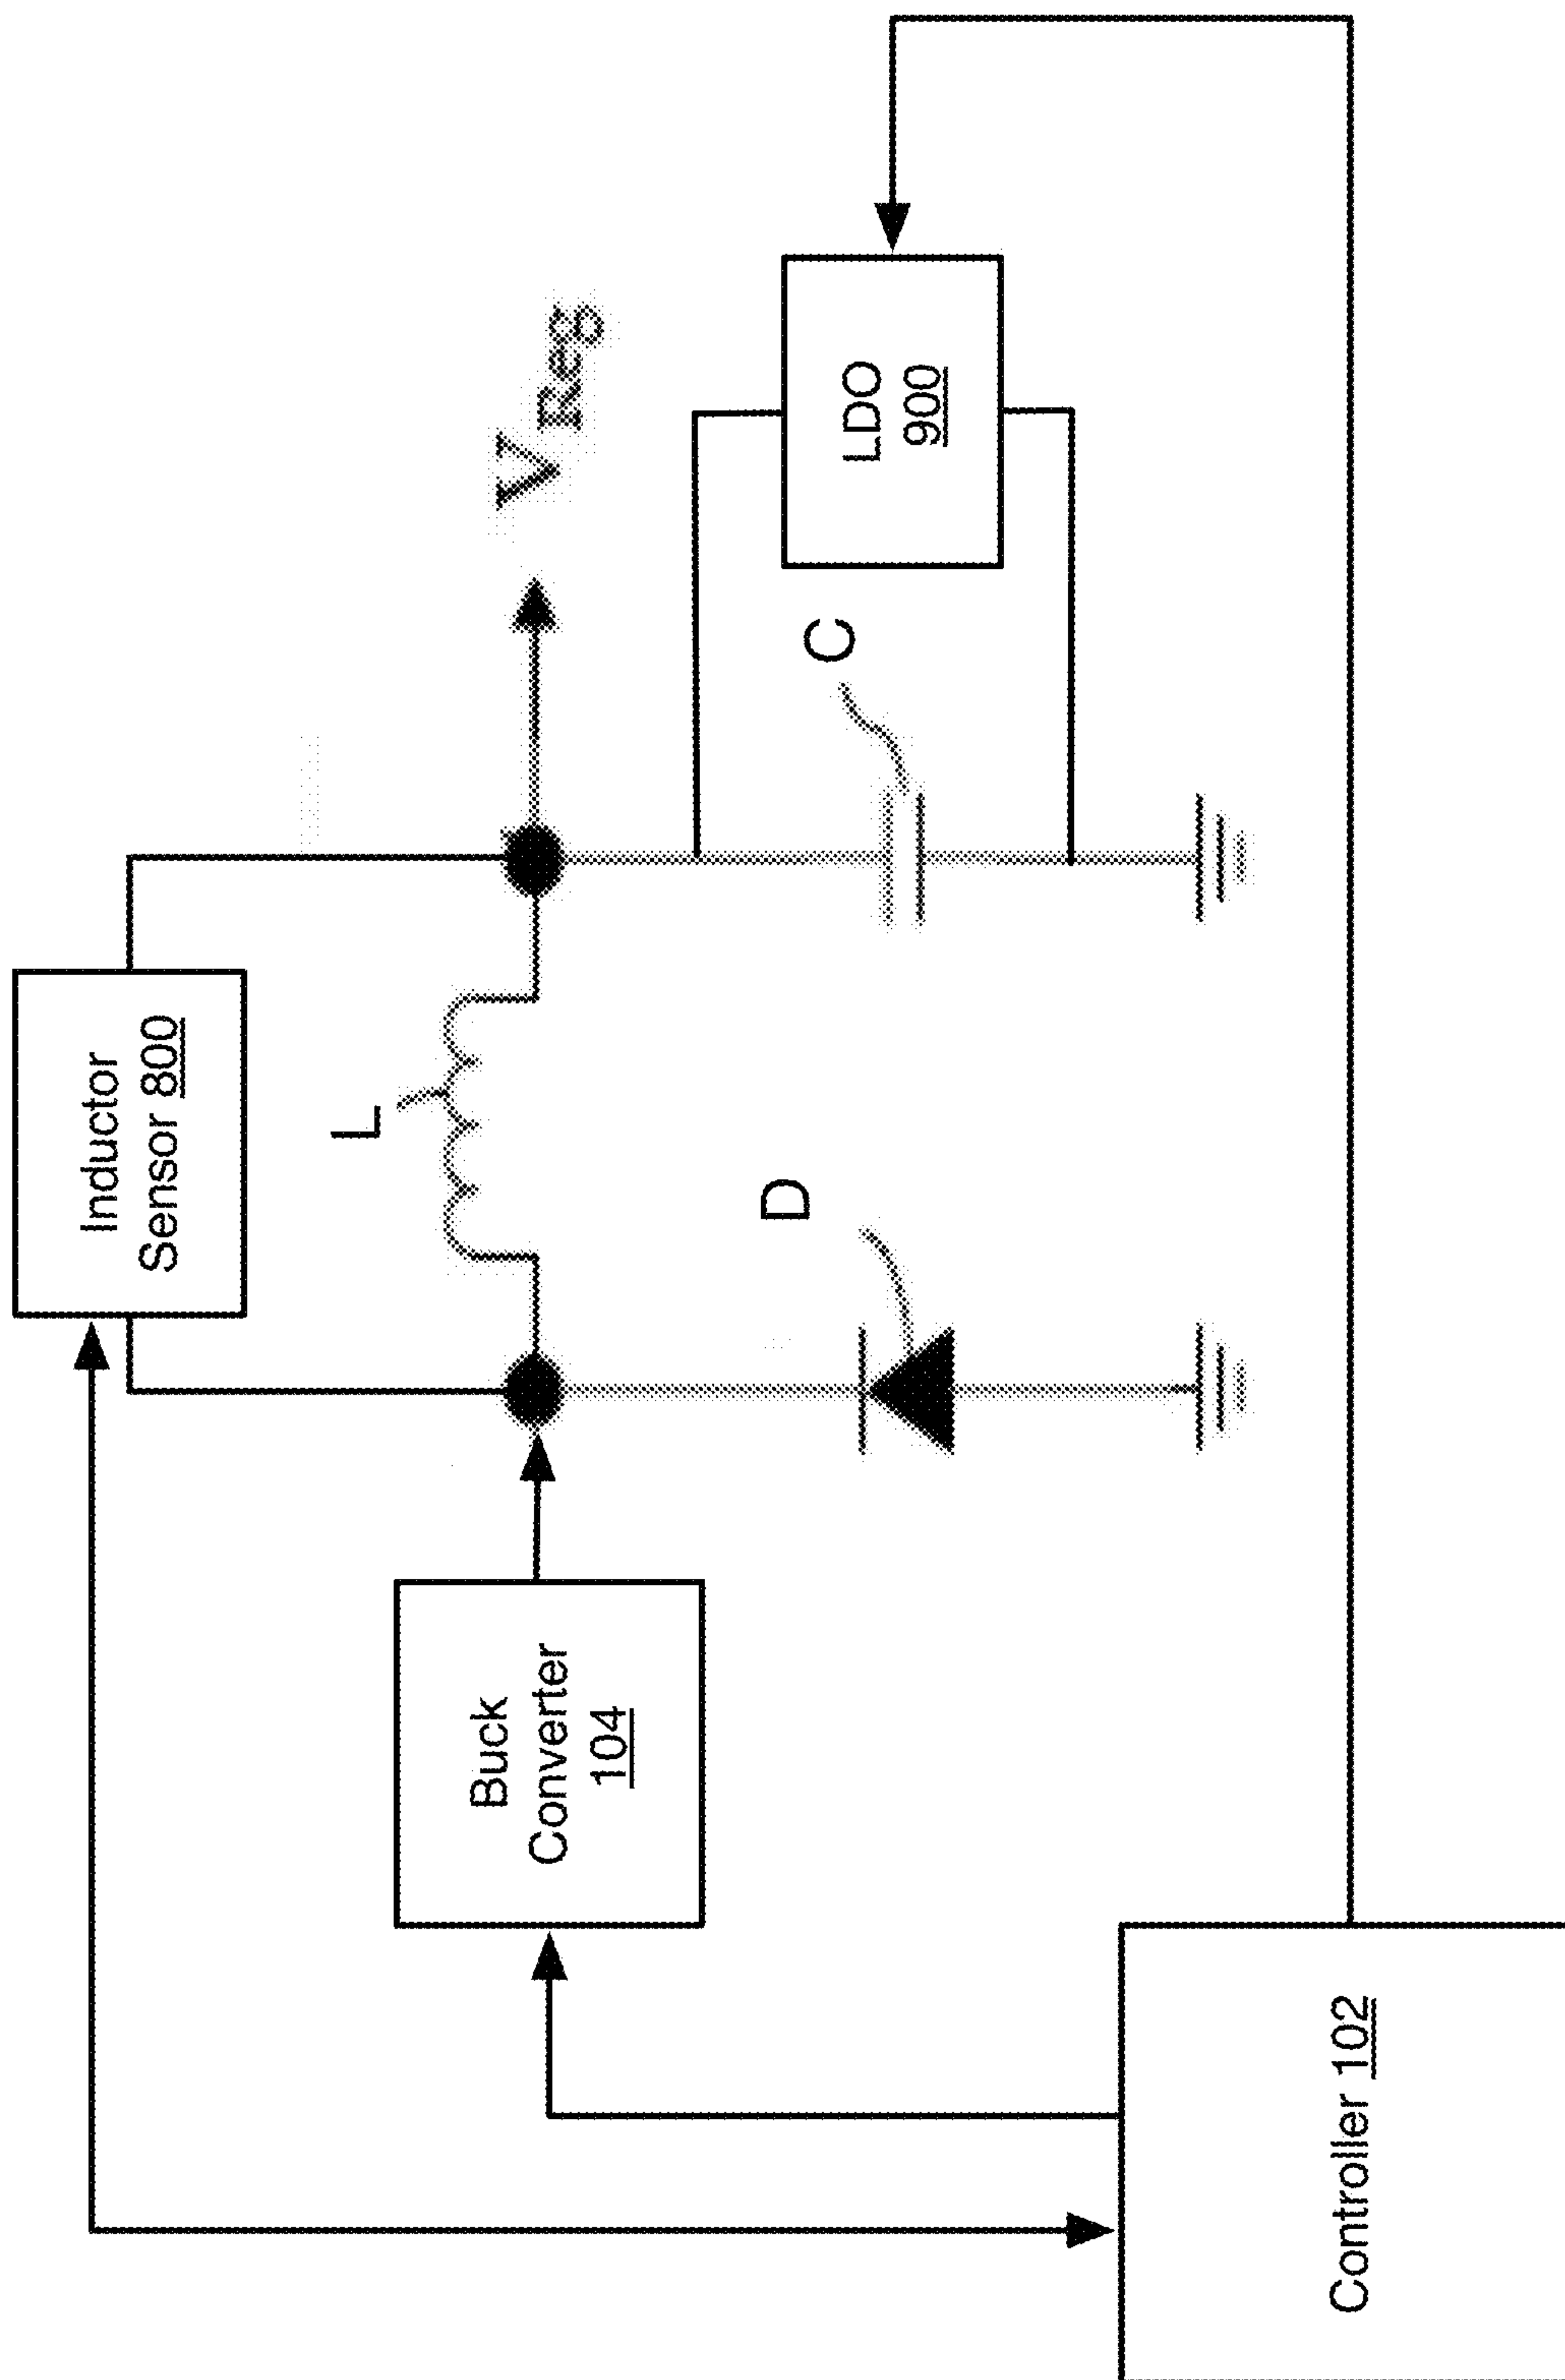 Inductor
Sensor 800
L
V Reg
Buck
Converter
104
D
C
LDO
900
Controller 102